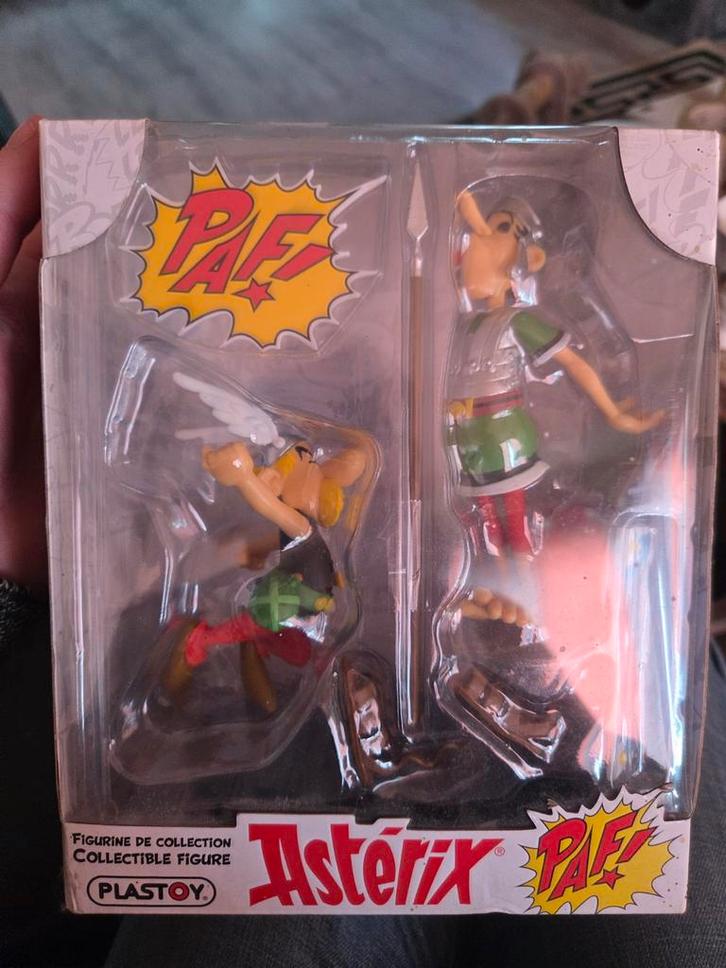 PAF!
FIGURINE DE COLLECTION
COLLECTIBLE FIGURE
PLASTOY®
Astérix®
PAF!